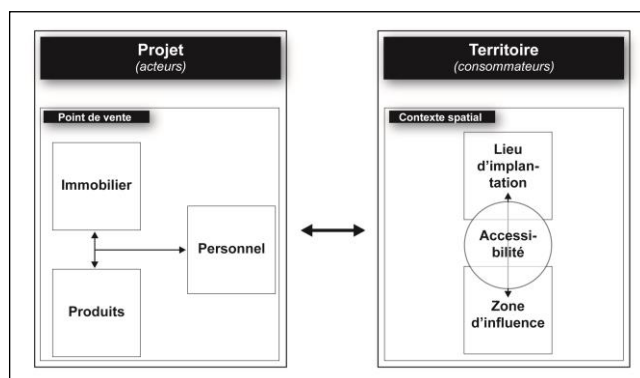 Projet
(acteurs)
Point de vente
Immobilier
Personnel
Produits
Territoire
(consommateurs)
Contexte spatial
Lieu
d'implan-
tation
Accessi-
bilité
Zone
d'influence